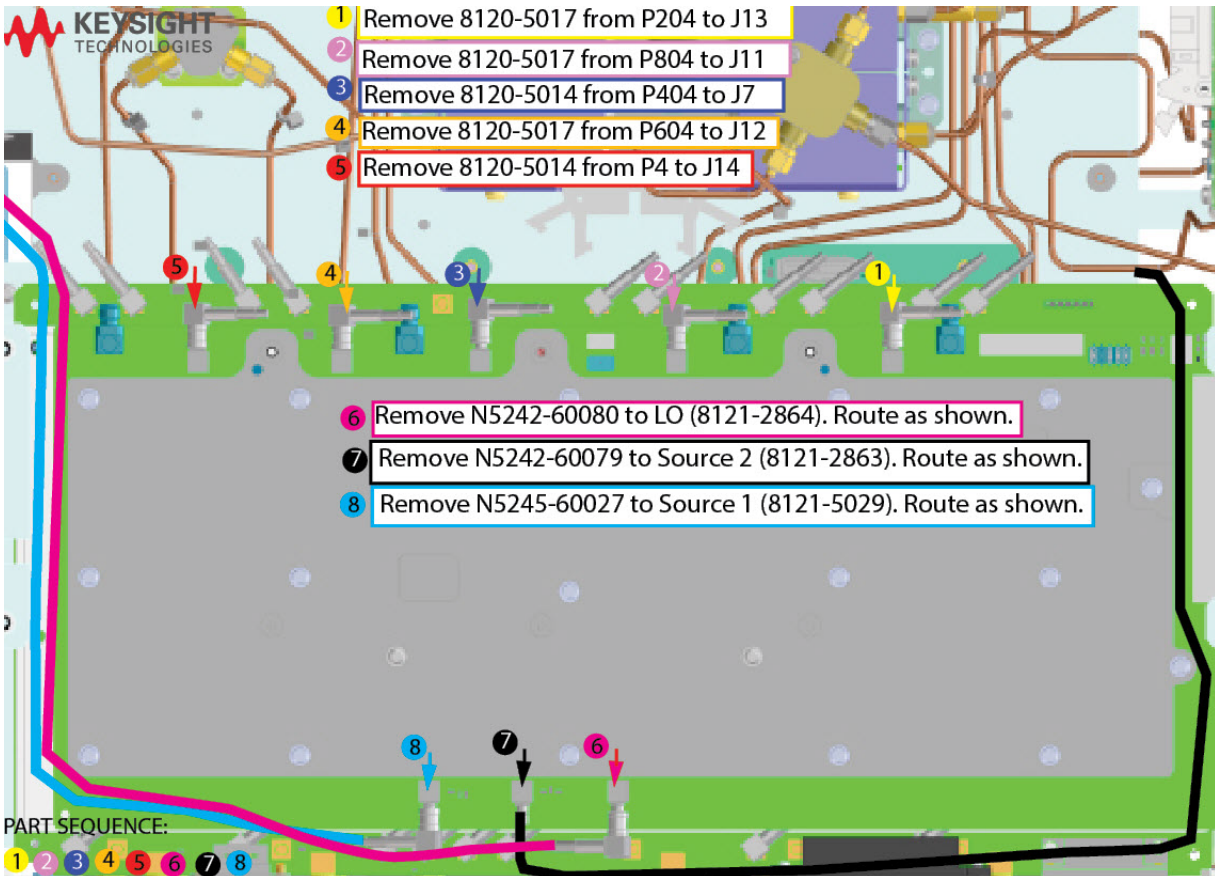 KEYSIGHT
TECHNOLOGIES
1 Remove 8120-5017 from P204 to J13
2 Remove 8120-5017 from P804 to J11
3 Remove 8120-5014 from P404 to J7
4 Remove 8120-5017 from P604 to J12
5 Remove 8120-5014 from P4 to J14
5 4 3 2 1
6 Remove N5242-60080 to LO (8121-2864). Route as shown.
7 Remove N5242-60079 to Source 2 (8121-2863). Route as shown.
8 Remove N5245-60027 to Source 1 (8121-5029). Route as shown.
8 7 6
PART SEQUENCE:
1 2 3 4 5 6 7 8